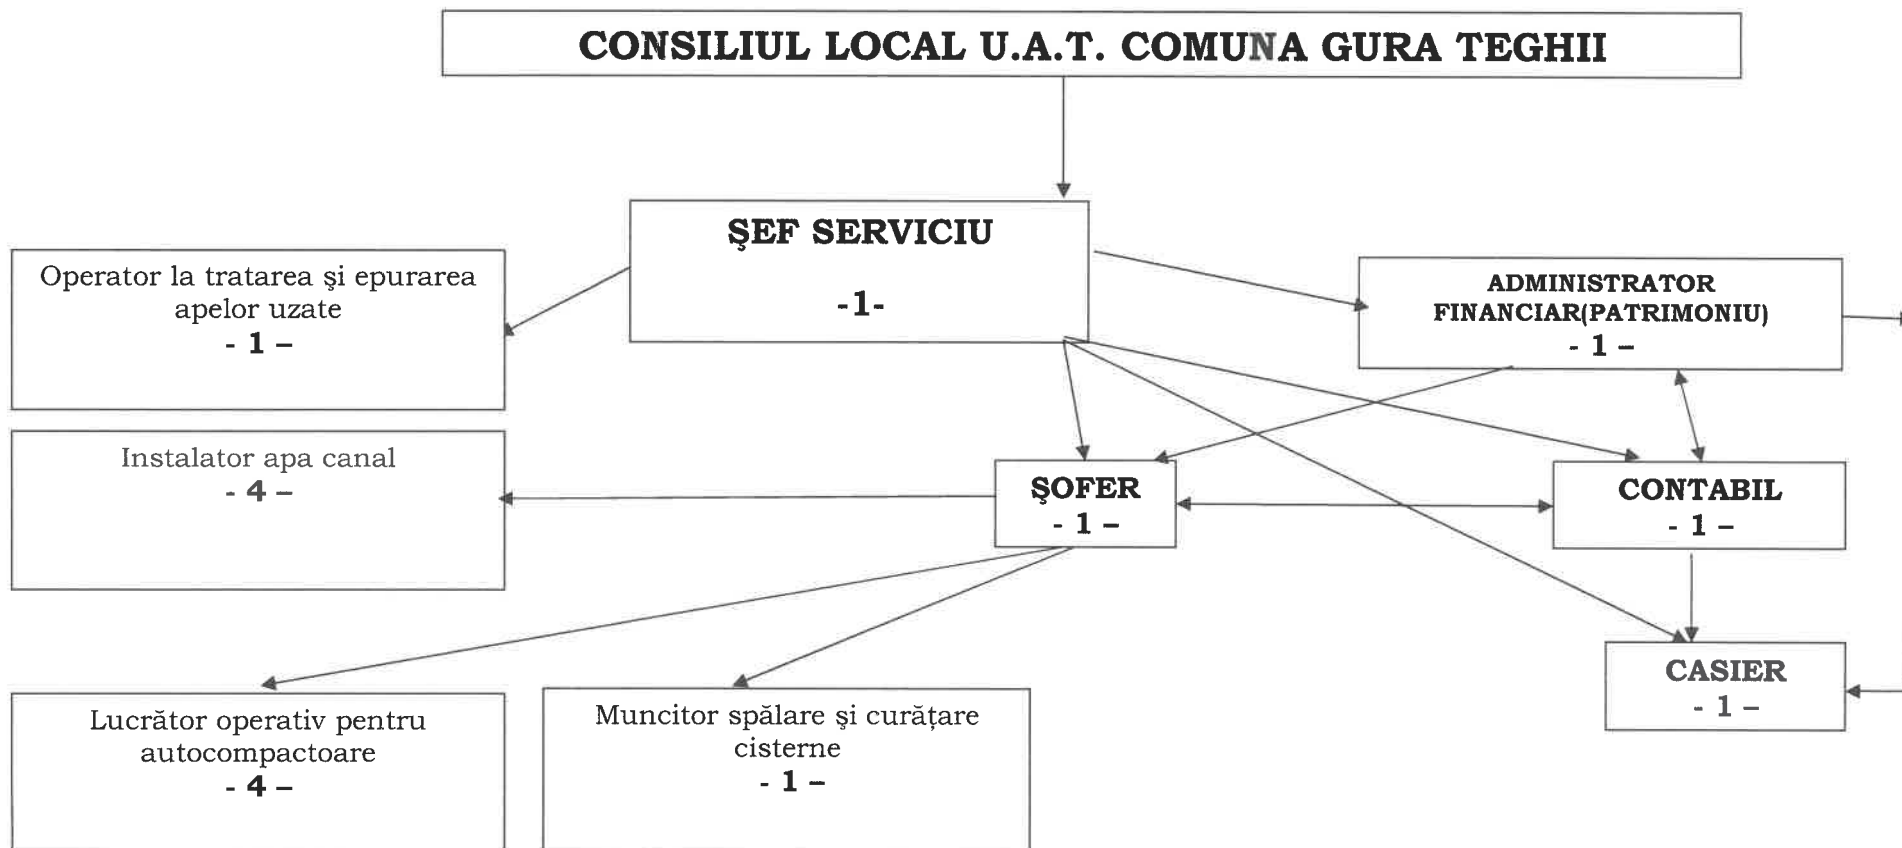 CONSILIUL LOCAL U.A.T. COMUNA GURA TEGHII
ŞEF SERVICIU
-1-
Operator la tratarea şi epurarea
apelor uzate
- 1 –
ADMINISTRATOR
FINANCIAR(PATRIMONIU)
- 1 –
Instalator apa canal
- 4 –
ŞOFER
- 1 –
CONTABIL
- 1 –
CASIER
- 1 –
Lucrător operativ pentru
autocompactoare
- 4 –
Muncitor spălare şi curăţare
cisterne
- 1 –